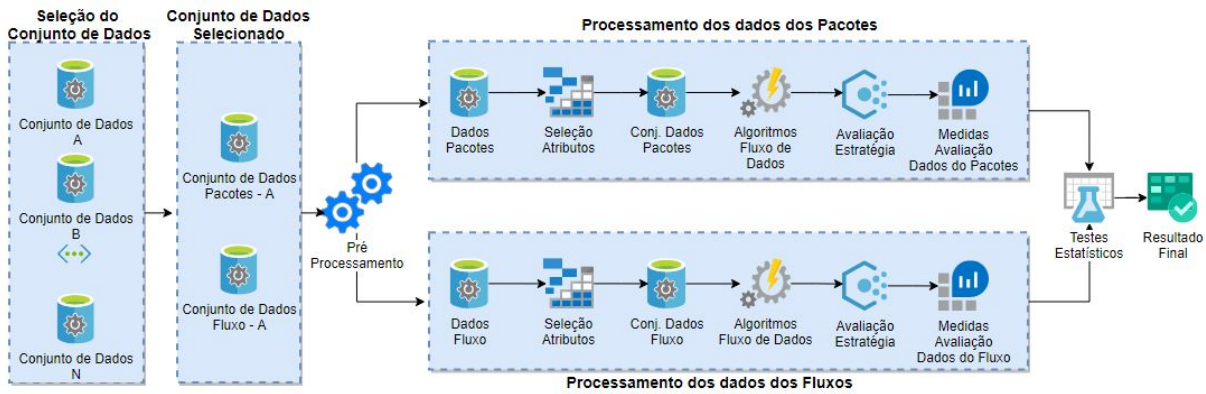 Seleção do
Conjunto de Dados
Conjunto de Dados
A
Conjunto de Dados
B
Conjunto de Dados
N
Conjunto de Dados
Selecionado
Conjunto de Dados
Pacotes - A
Conjunto de Dados
Fluxo - A
Pré
Processamento
Processamento dos dados dos Pacotes
Dados
Pacotes
Seleção
Atributos
Conj. Dados
Pacotes
Algoritmos
Fluxo de
Dados
Avaliação
Estratégia
Medidas
Avaliação
Dados do Pacotes
Dados
Fluxo
Seleção
Atributos
Conj. Dados
Fluxo
Algoritmos
Fluxo de Dados
Avaliação
Estratégia
Medidas
Avaliação
Dados do Fluxo
Processamento dos dados dos Fluxos
Testes
Estatísticos
Resultado
Final